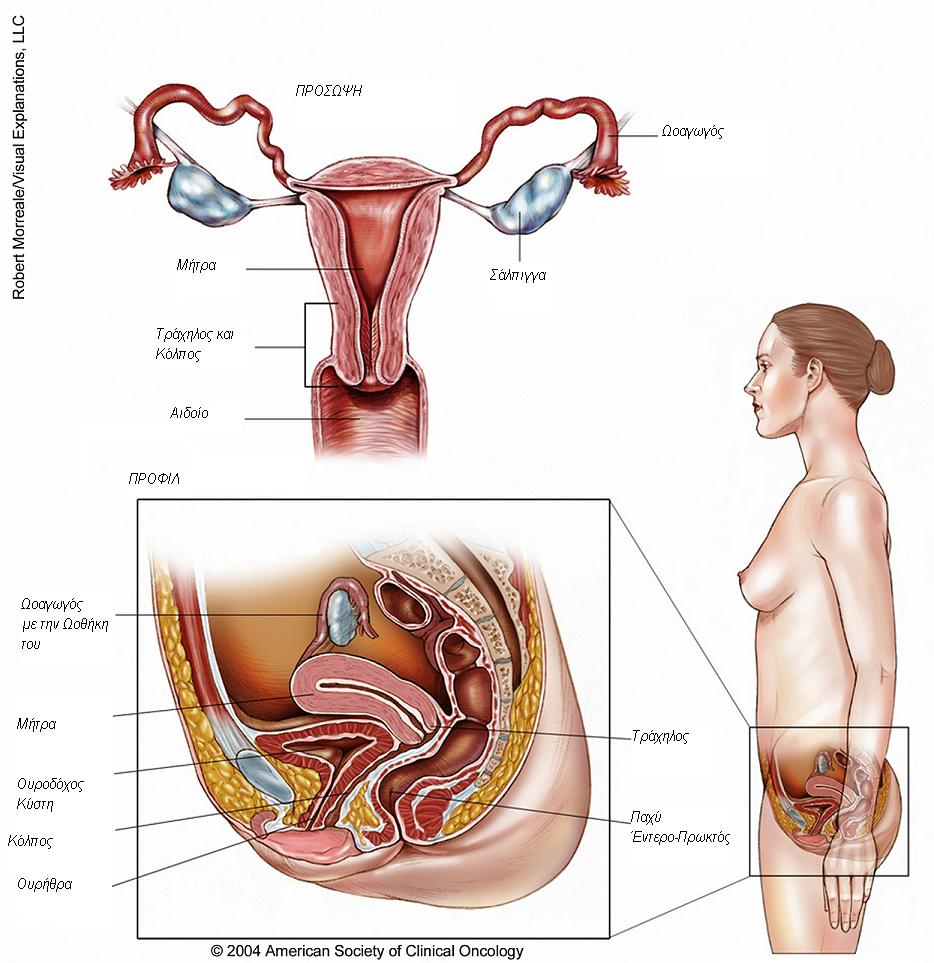 Robert Morreale/Visual Explanations, LLC
ΠΡΟΣΩΨΗ
Ωοαγωγός
Μήτρα
Σάλπιγγα
Τράχηλος και
Κόλπος
Αιδοίο
ΠΡΟΦΙΛ
Ωοαγωγός
με την Ωοθήκη
του
Μήτρα
Τράχηλος
Ουροδόχος
Κύστη
Παχύ
Έντερο-Πρωκτός
Κόλπος
Ουρήθρα
© 2004 American Society of Clinical Oncology